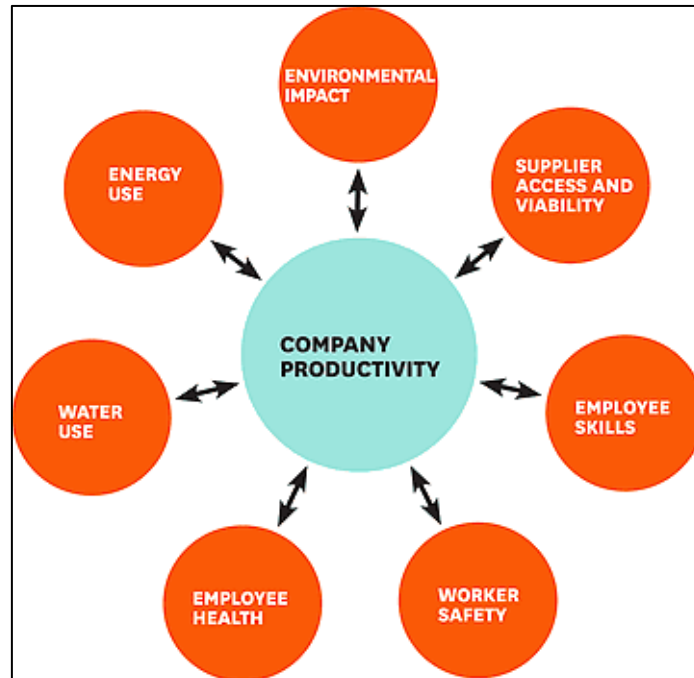 ENVIRONMENTAL
IMPACT
SUPPLIER
ACCESS AND
VIABILITY
EMPLOYEE
SKILLS
WORKER
SAFETY
EMPLOYEE
HEALTH
WATER
USE
ENERGY
USE
COMPANY
PRODUCTIVITY